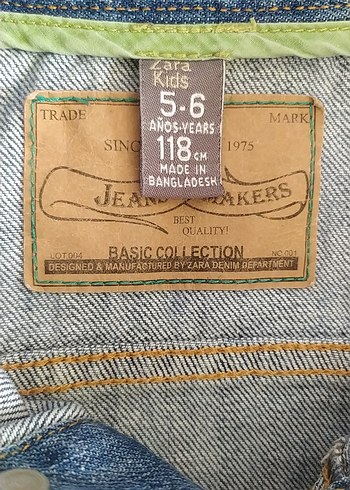 Zara
Kids
5-6
AÑOS-YEARS
118 CM
MADE IN
BANGLADESH
TRADE MARK
SINC 1975
JEANS MAKERS
BEST
QUALITY!
BASIC COLLECTION
LOT.004 NO.021
DESIGNED & MANUFACTURED BY ZARA DENIM DEPARTMENT